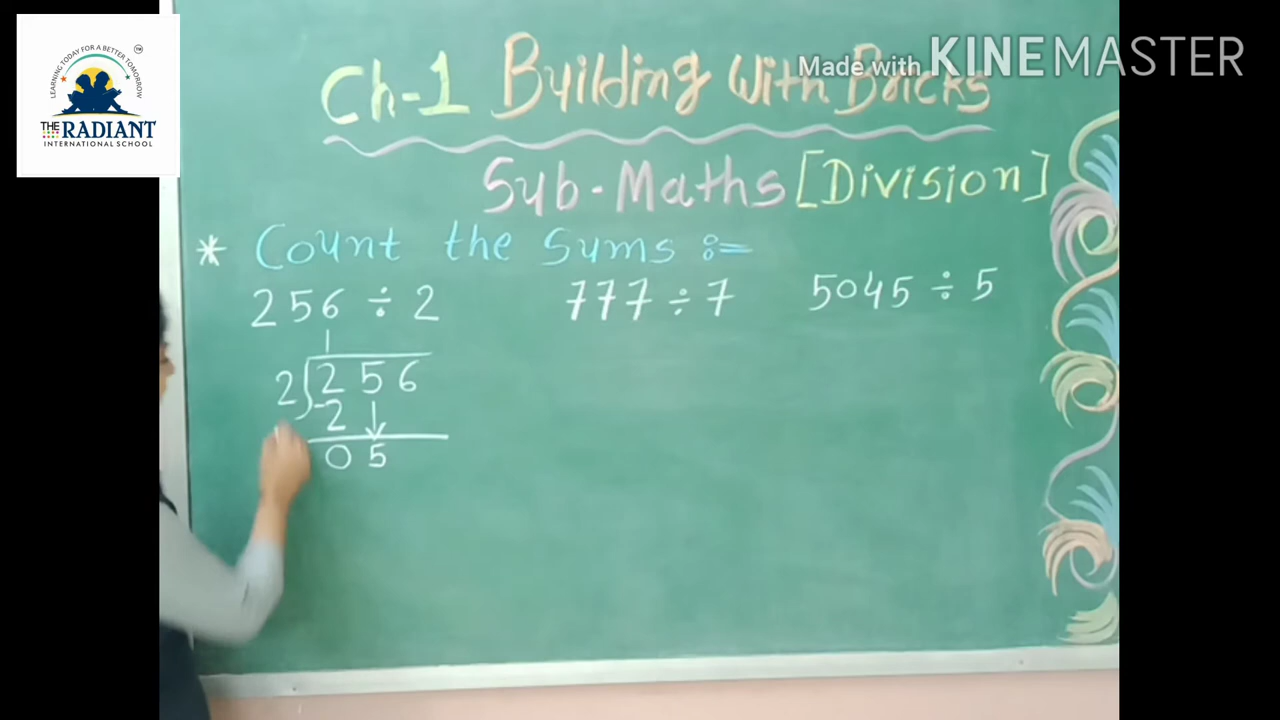 LEARNING TODAY FOR A BETTER TOMORROW
TM
THE RADIANT
INTERNATIONAL SCHOOL
Made with KINEMASTER
Ch-1 Building With Bricks
Sub-Maths [Division]
* Count the Sums :=
256 ÷ 2 777 ÷ 7 5045 ÷ 5
1
2 256
-2
05